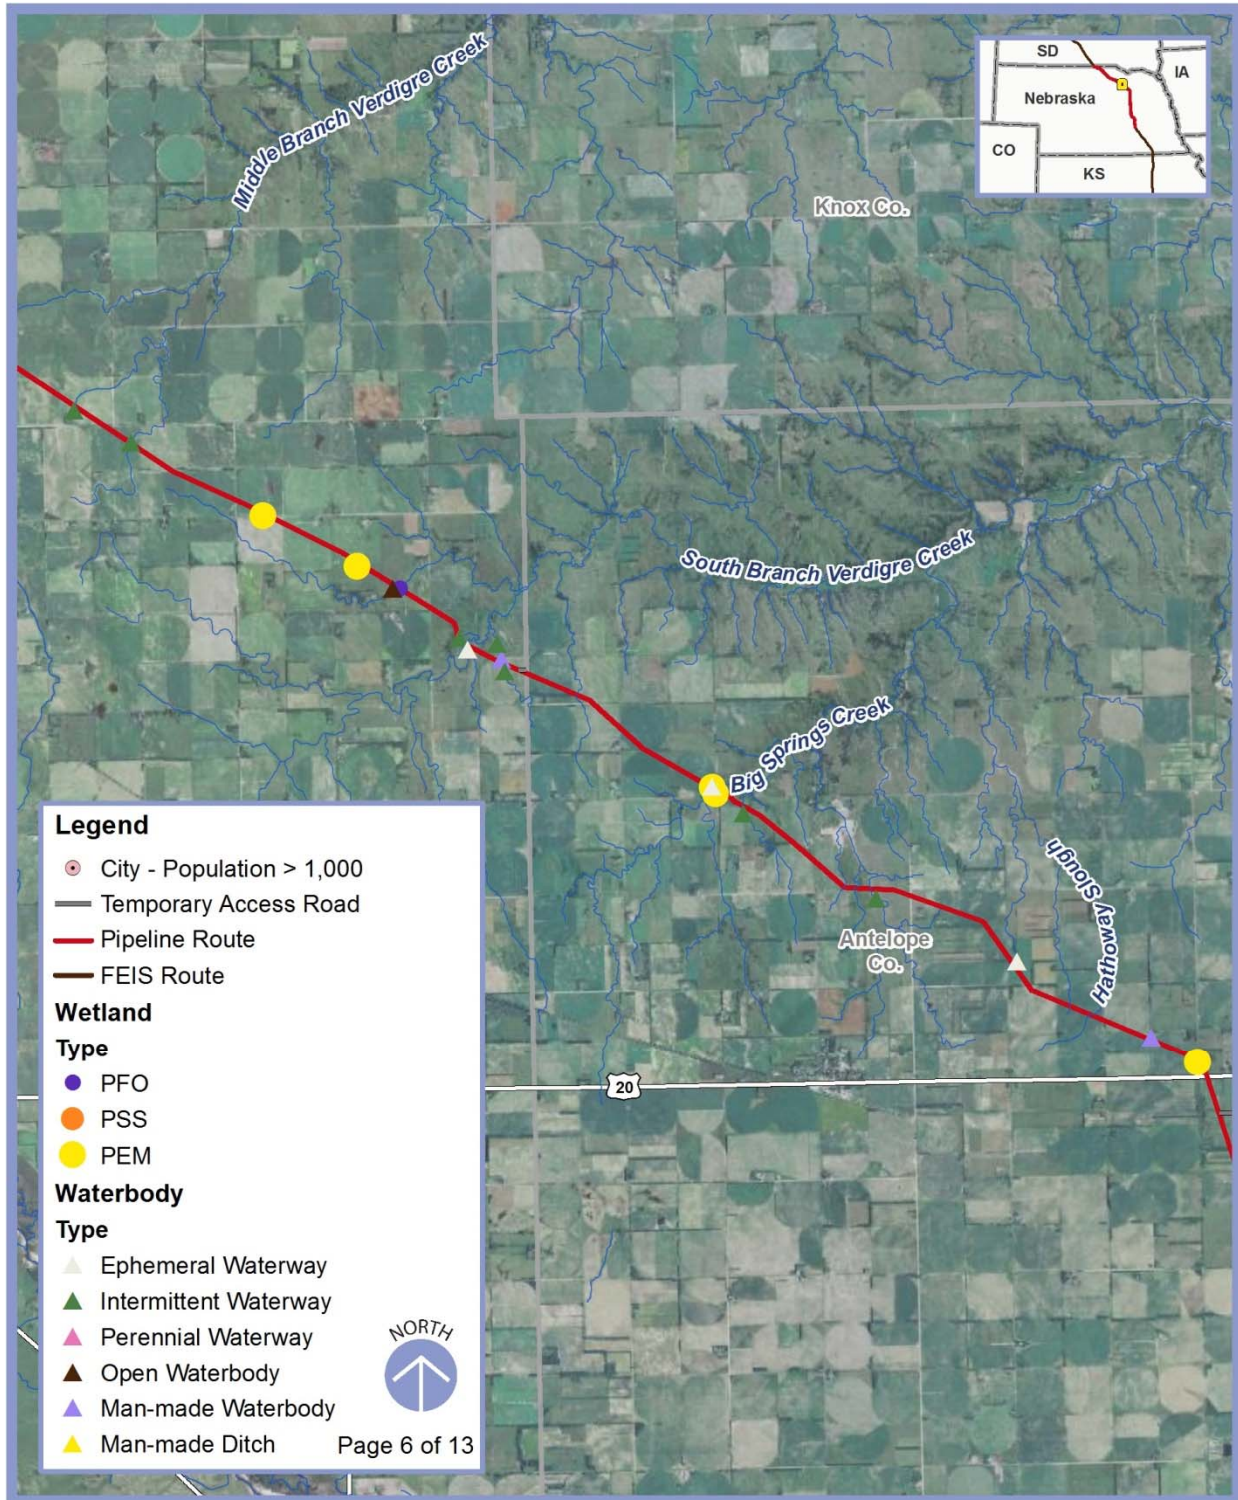 Middle Branch Verdigre Creek
SD
IA
Nebraska
CO
KS
Knox Co.
South Branch Verdigre Creek
Big Springs Creek
Hathoway Slough
Antelope
Co.
20
Legend
City - Population > 1,000
Temporary Access Road
Pipeline Route
FEIS Route
Wetland
Type
PFO
PSS
PEM
Waterbody
Type
Ephemeral Waterway
Intermittent Waterway
Perennial Waterway
Open Waterbody
Man-made Waterbody
Man-made Ditch
NORTH
Page 6 of 13